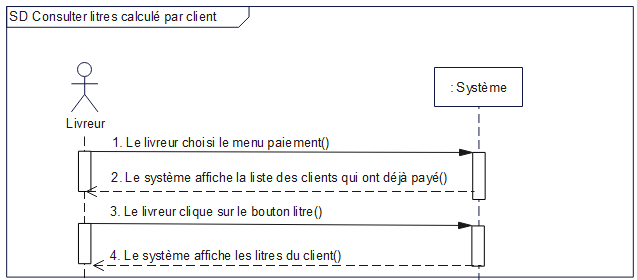 SD Consulter litres calculé par client
: Système
Livreur
1. Le livreur choisi le menu paiement()
2. Le système affiche la liste des clients qui ont déjà payé()
3. Le livreur clique sur le bouton litre()
4. Le système affiche les litres du client()